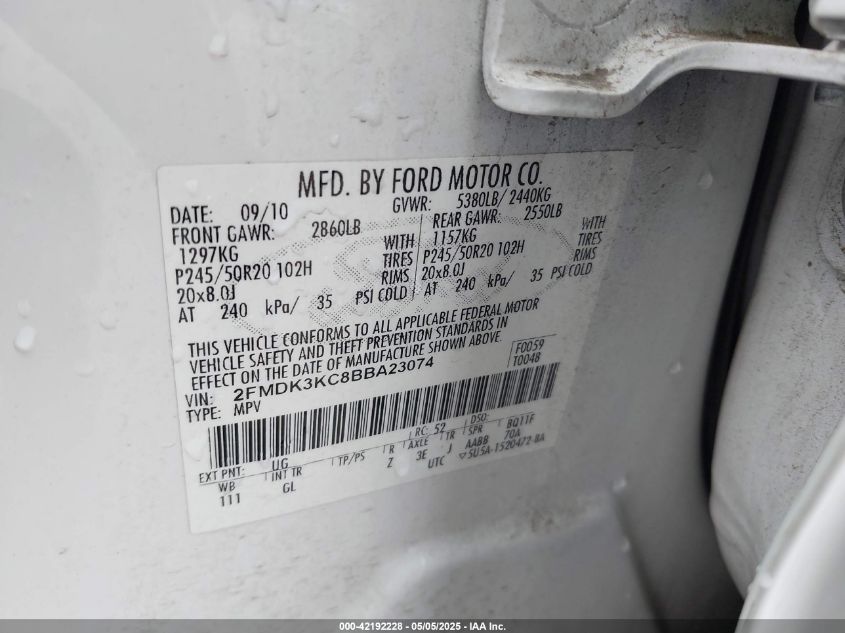 MFD. BY FORD MOTOR CO.
DATE: 09/10 GVWR: 5380LB/ 2440KG
FRONT GAWR: 2860LB REAR GAWR: 2550LB
1297KG WITH 1157KG WITH
P245/50R20 102H TIRES P245/50R20 102H TIRES
20x8.0J RIMS 20x8.0J RIMS
AT 240 kPa/ 35 PSI COLD AT 240 kPa/ 35 PSI COLD
THIS VEHICLE CONFORMS TO ALL APPLICABLE FEDERAL MOTOR
VEHICLE SAFETY AND THEFT PREVENTION STANDARDS IN
EFFECT ON THE DATE OF MANUFACTURE SHOWN ABOVE.
VIN: 2FMDK3KC8BBA23074 F0059
TYPE: MPV T0048
RC: 52 DSO:
EXT PNT: UG TP/PS R AXLE TR SPR BQ11F
WB INT TR Z 3E J AABB 70A
111 GL UTC 5U5A-1520472-BA
000-42192228 - 05/05/2025 - IAA Inc.